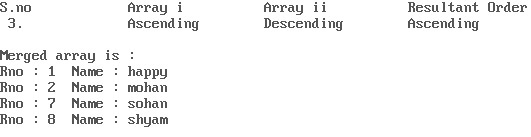 S.no Array i Array ii Resultant Order
3. Ascending Descending Ascending
Merged array is :
Rno : 1 Name : happy
Rno : 2 Name : mohan
Rno : 7 Name : sohan
Rno : 8 Name : shyam